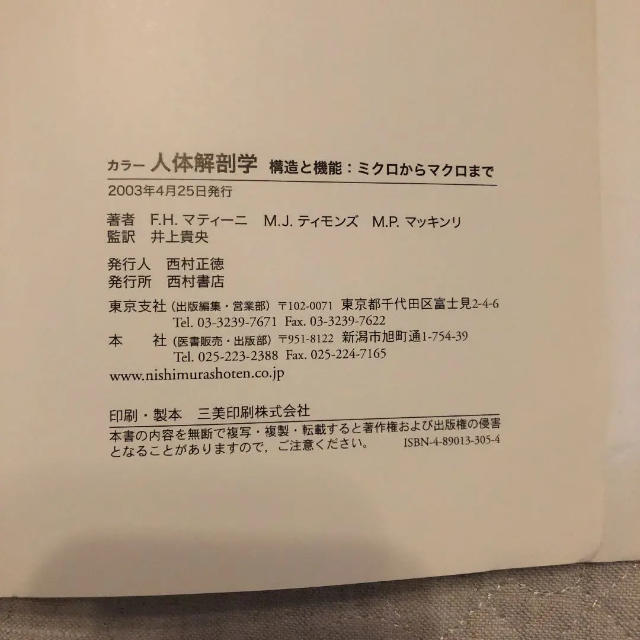 カラー 人体解剖学 構造と機能：ミクロからマクロまで
2003年4月25日発行
著者 F.H. マティーニ M.J. ティモンズ M.P. マッキンリ
監訳 井上貴央
発行人 西村正徳
発行所 西村書店
東京支社 (出版編集・営業部) 〒102-0071 東京都千代田区富士見2-4-6
Tel. 03-3239-7671 Fax. 03-3239-7622
本 社 (医書販売・出版部) 〒951-8122 新潟市旭町通1-754-39
Tel. 025-223-2388 Fax. 025-224-7165
www.nishimurashoten.co.jp
印刷・製本 三美印刷株式会社
本書の内容を無断で複写・複製・転載すると著作権および出版権の侵害
となることがありますので，ご注意ください。 ISBN-4-89013-305-4